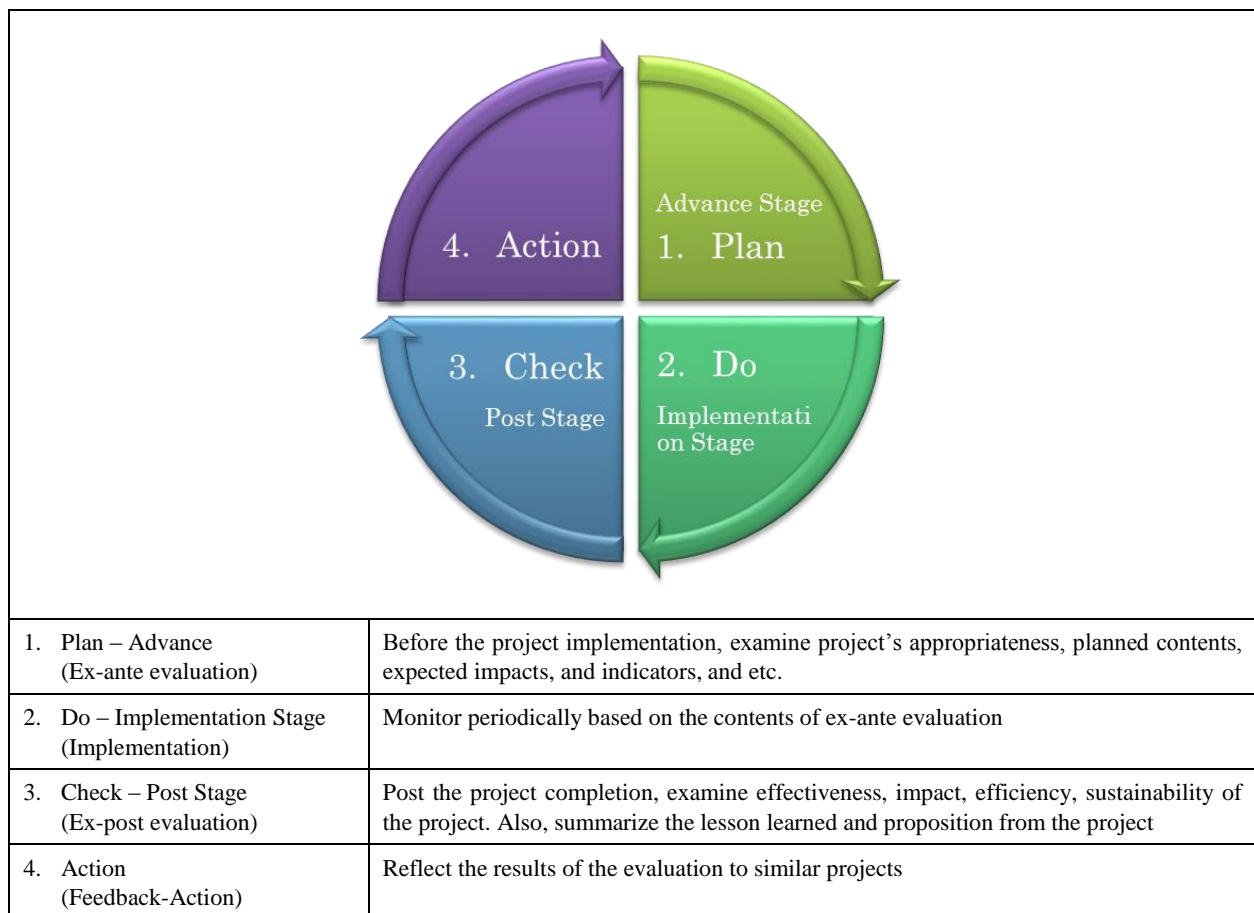 Advance Stage
4. Action
1. Plan
3. Check
2. Do
Post Stage
Implementati
on Stage
1. Plan – Advance
(Ex-ante evaluation)
Before the project implementation, examine project's appropriateness, planned contents,
expected impacts, and indicators, and etc.
2. Do – Implementation Stage
(Implementation)
Monitor periodically based on the contents of ex-ante evaluation
3. Check – Post Stage
(Ex-post evaluation)
Post the project completion, examine effectiveness, impact, efficiency, sustainability of
the project. Also, summarize the lesson learned and proposition from the project
4. Action
(Feedback-Action)
Reflect the results of the evaluation to similar projects